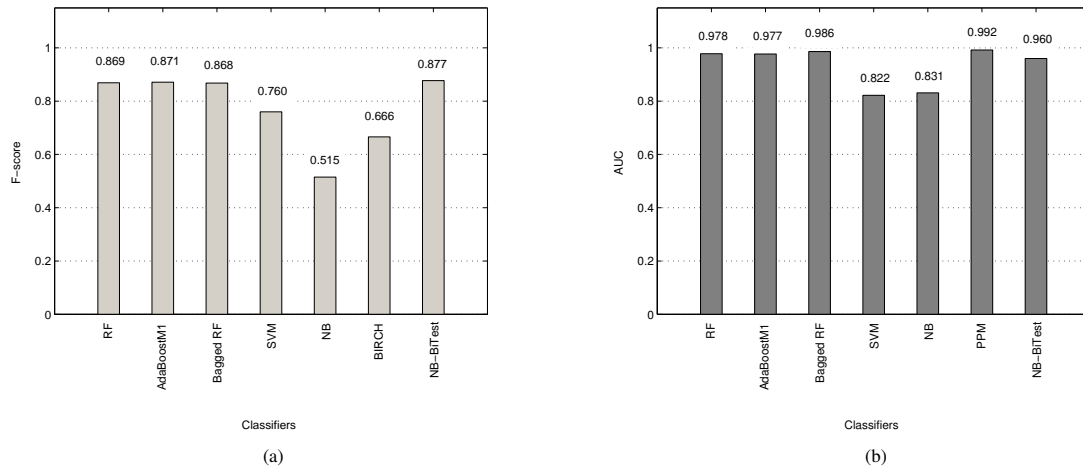 0.869
0.871
0.868
0.760
0.515
0.666
0.877
1
0.8
0.6
0.4
0.2
0
F−score
RF
AdaBoostM1
Bagged RF
SVM
NB
BIRCH
NB−BiTest
Classifiers
(a)
0.978
0.977
0.986
0.822
0.831
0.992
0.960
1
0.8
0.6
0.4
0.2
0
AUC
RF
AdaBoostM1
Bagged RF
SVM
NB
PPM
NB−BiTest
Classifiers
(b)